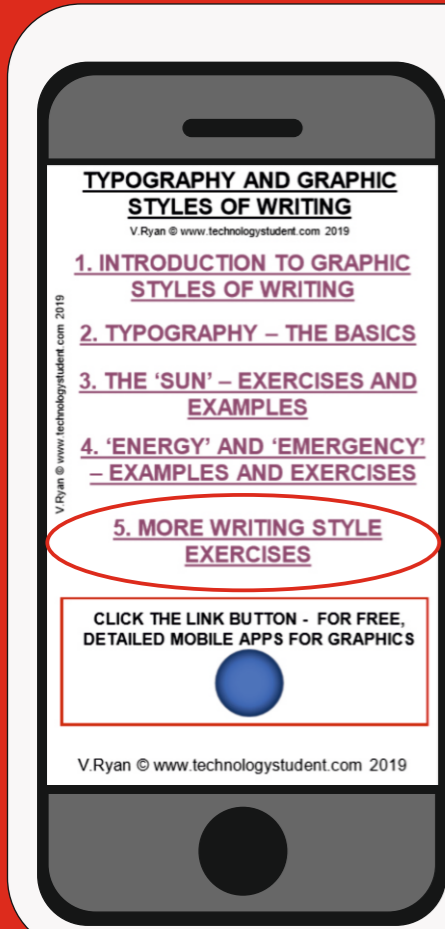 TYPOGRAPHY AND GRAPHIC
STYLES OF WRITING
V.Ryan © www.technologystudent.com 2019
1. INTRODUCTION TO GRAPHIC
STYLES OF WRITING
2. TYPOGRAPHY – THE BASICS
3. THE ‘SUN’ – EXERCISES AND
EXAMPLES
4. ‘ENERGY’ AND ‘EMERGENCY’
– EXAMPLES AND EXERCISES
5. MORE WRITING STYLE
EXERCISES
V.Ryan © www.technologystudent.com 2019
CLICK THE LINK BUTTON - FOR FREE,
DETAILED MOBILE APPS FOR GRAPHICS
V.Ryan © www.technologystudent.com 2019